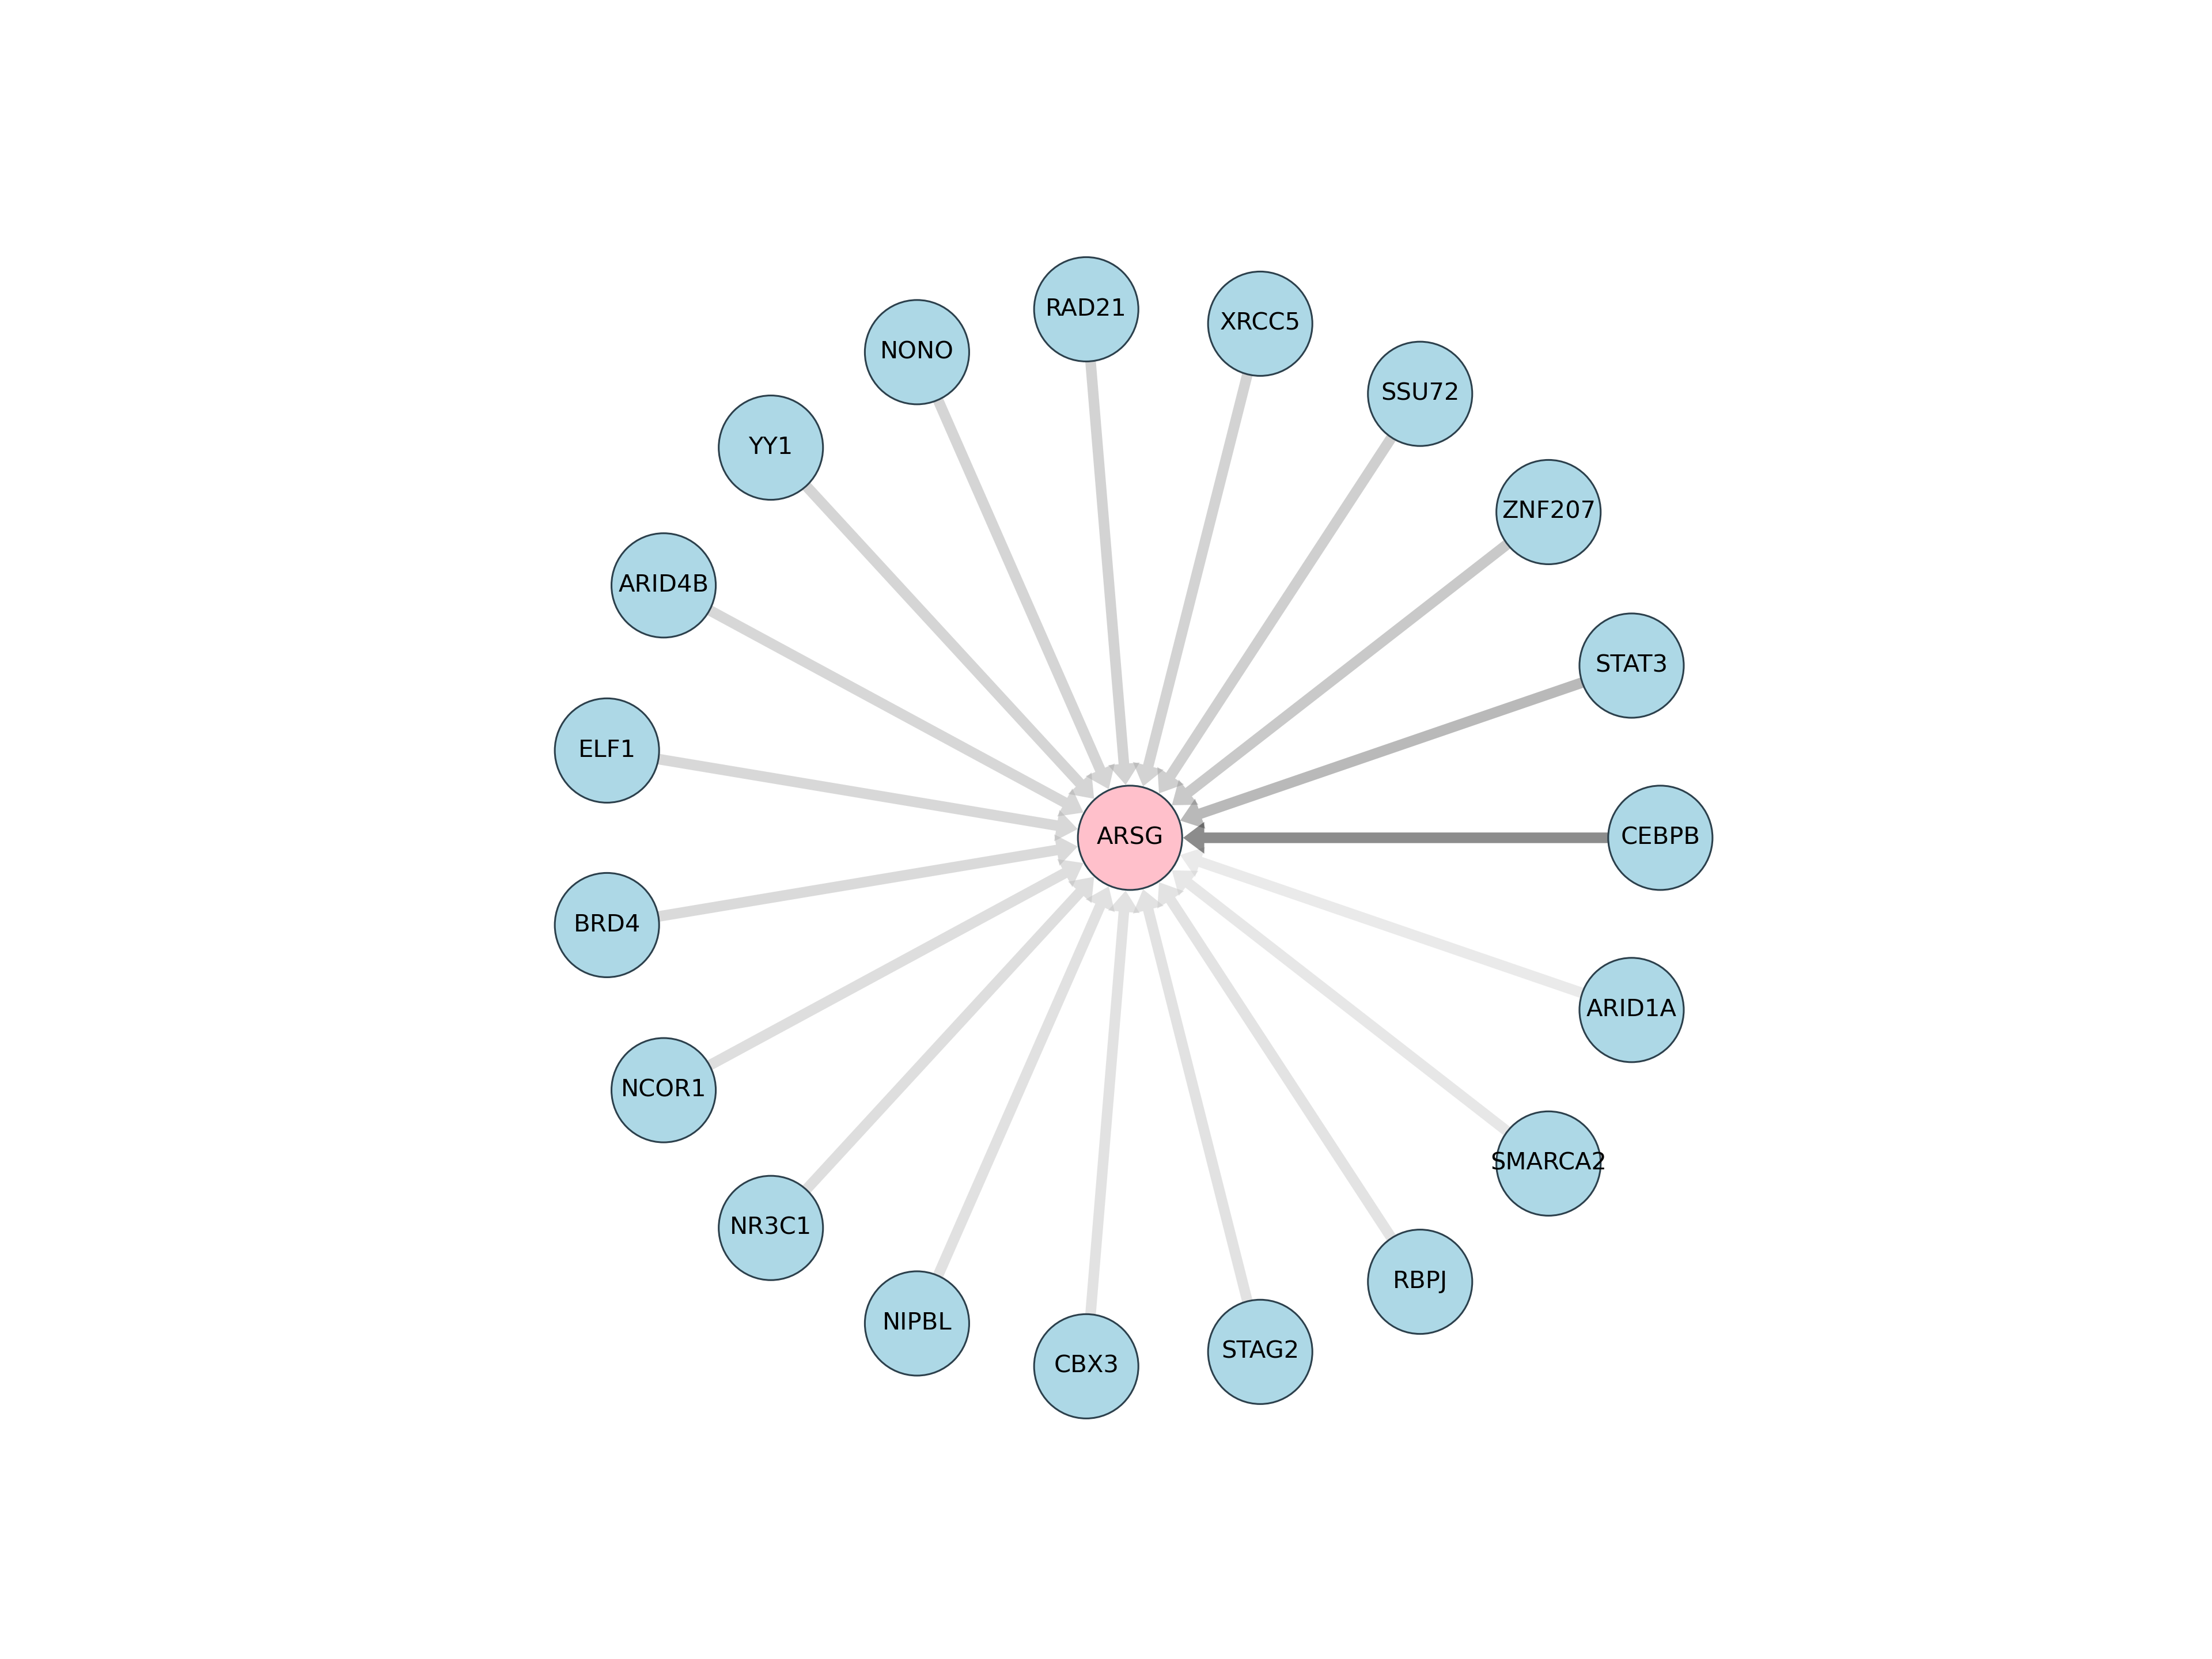 RAD21
XRCC5
NONO
SSU72
YY1
ZNF207
ARID4B
STAT3
ELF1
ARSG
CEBPB
BRD4
ARID1A
NCOR1
SMARCA2
NR3C1
RBPJ
NIPBL
STAG2
CBX3